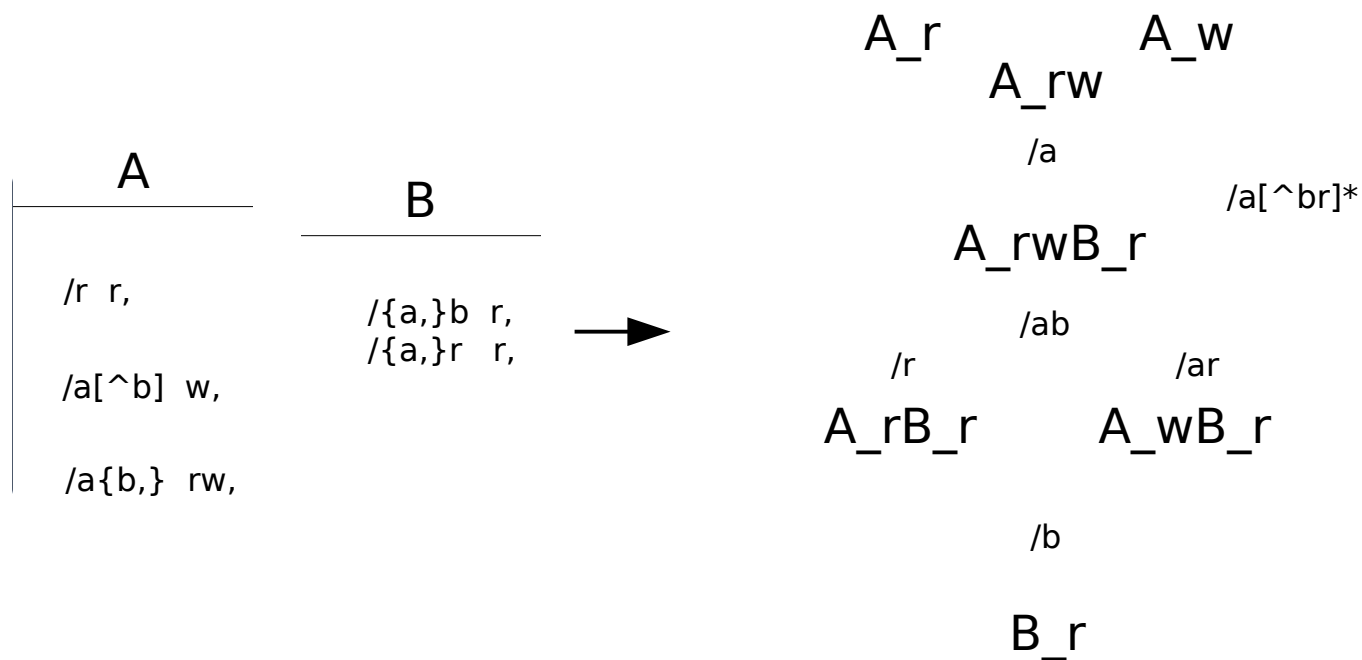 A
/r r,
/a[^b] w,
/a{b,} rw,
B
/{a,}b r,
/{a,}r r,
A_r
A_w
A_rw
/a
/a[^br]*
A_rwB_r
/ab
/r
/ar
A_rB_r
A_wB_r
/b
B_r